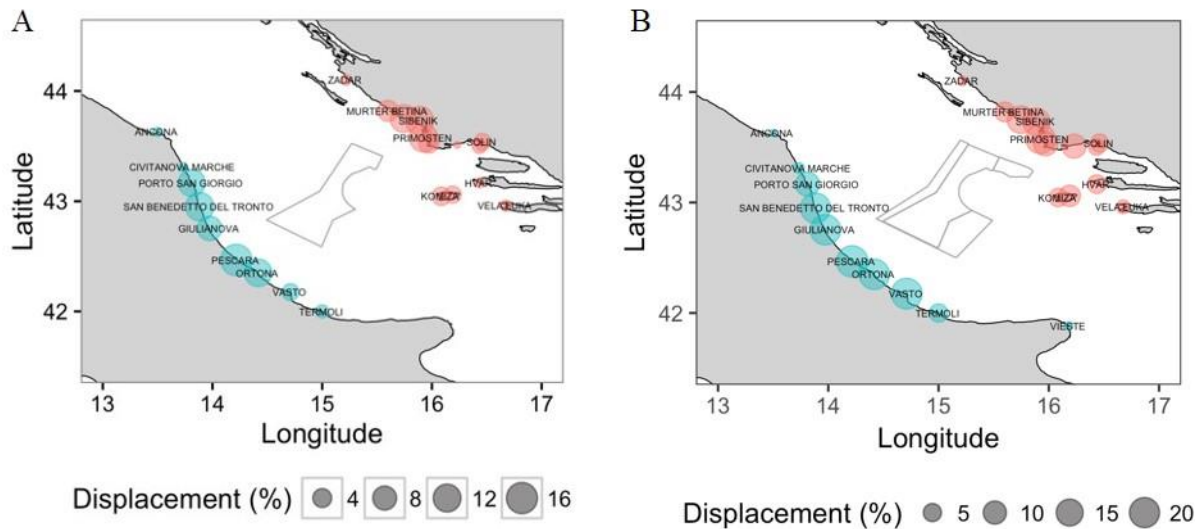 A
Latitude
44
43
42
ZADAR
MURTER BETINA
SIBENIK
PRIMOSTEN
SOLIN
HVAR
KOMIZA
VELA LUKA
ANCONA
CIVITANOVA MARCHE
PORTO SAN GIORGIO
SAN BENEDETTO DEL TRONTO
GIULIANOVA
PESCARA
ORTONA
VASTO
TERMOLI
13 14 15 16 17
Longitude
Displacement (%) 4 8 12 16
B
Latitude
44
43
42
ZADAR
MURTER BETINA
SIBENIK
PRIMOSTEN
SOLIN
HVAR
KOMIZA
VELA LUKA
ANCONA
CIVITANOVA MARCHE
PORTO SAN GIORGIO
SAN BENEDETTO DEL TRONTO
GIULIANOVA
PESCARA
ORTONA
VASTO
TERMOLI
VIESTE
13 14 15 16 17
Longitude
Displacement (%) 5 10 15 20